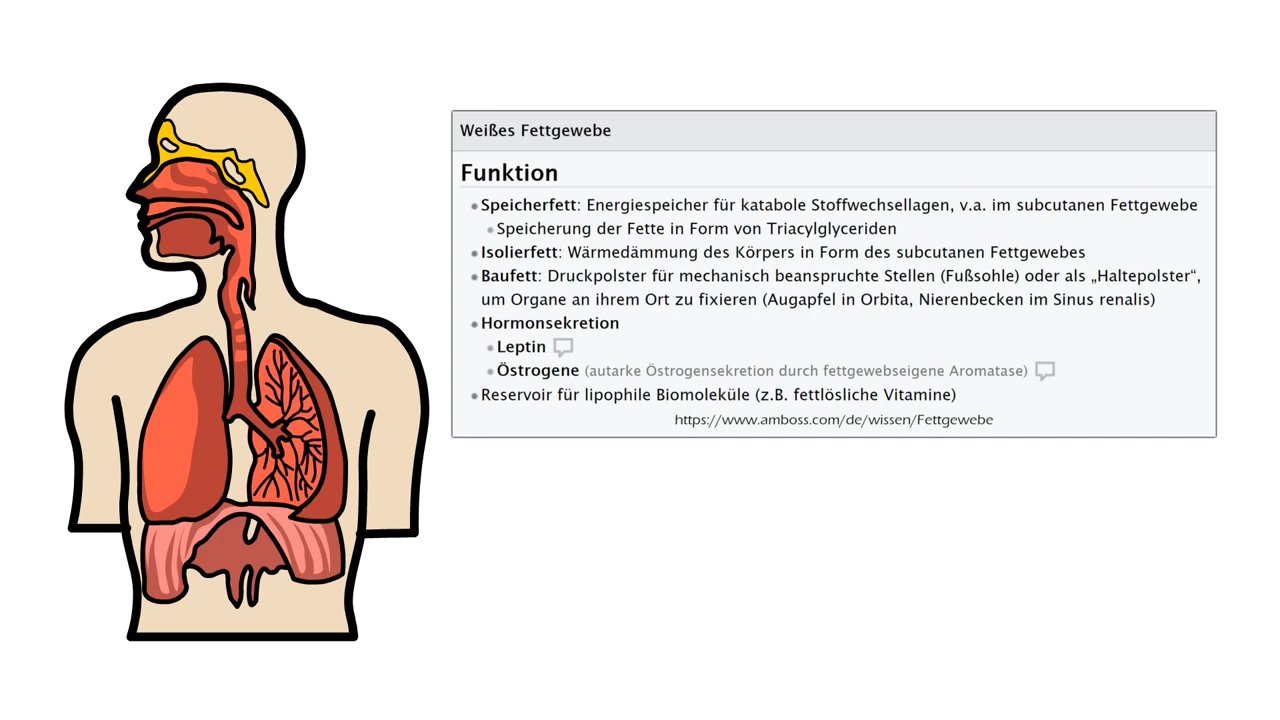 Weißes Fettgewebe
Funktion
Speicherfett: Energiespeicher für katabole Stoffwechsellagen, v.a. im subcutanen Fettgewebe
Speicherung der Fette in Form von Triacylglyceriden
Isolierfett: Wärmedämmung des Körpers in Form des subcutanen Fettgewebes
Baufett: Druckpolster für mechanisch beanspruchte Stellen (Fußsohle) oder als „Haltepolster“,
um Organe an ihrem Ort zu fixieren (Augapfel in Orbita, Nierenbecken im Sinus renalis)
Hormonsekretion
Leptin
Östrogene (autarke Östrogensekretion durch fettgewebseigene Aromatase)
Reservoir für lipophile Biomoleküle (z.B. fettlösliche Vitamine)
https://www.amboss.com/de/wissen/Fettgewebe